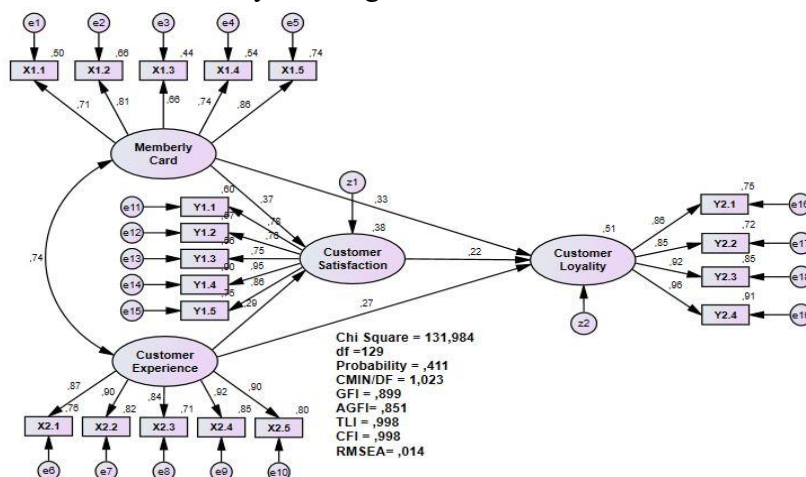 e1 e2 e3 e4 e5
,50 ,66 ,44 ,54 ,74
X1.1 X1.2 X1.3 X1.4 X1.5
,71 ,81 ,66 ,74 ,86
Memberly
Card
z1
,37 ,33
,60
e11 Y1.1 ,78
e12 Y1.2
e13 Y1.3 ,75
e14 Y1.4 ,95
,86
,75
e15 Y1.5 ,29
,38
Customer
Satisfaction
,22
,51
Customer
Loyality
z2
,75
,86 Y2.1
,72
,85 Y2.2
,85
,92 Y2.3
,91
,96 Y2.4
,74
,27
Customer
Experience
Chi Square = 131,984
df =129
Probability = ,411
CMIN/DF = 1,023
GFI = ,899
AGFI= ,851
TLI = ,998
CFI = ,998
RMSEA= ,014
,87 ,90 ,84 ,92 ,90
,76 ,82 ,71 ,85 ,80
X2.1 X2.2 X2.3 X2.4 X2.5
e6 e7 e8 e9 e10